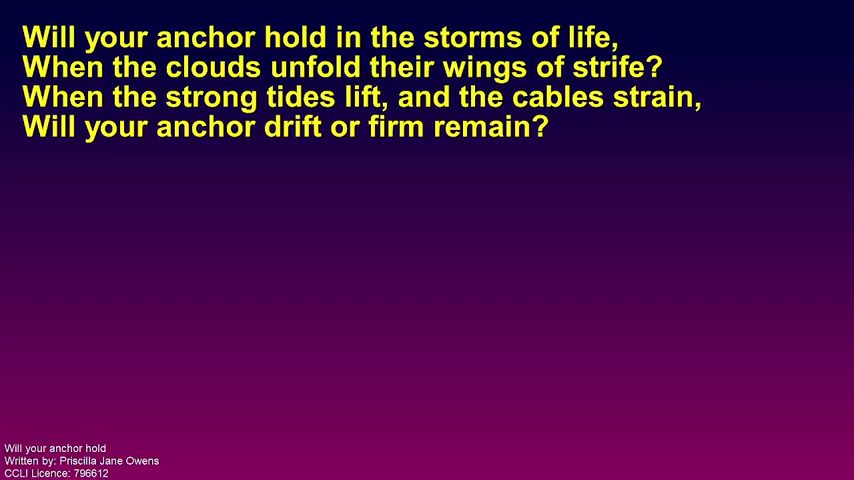 Will your anchor hold in the storms of life,
When the clouds unfold their wings of strife?
When the strong tides lift, and the cables strain,
Will your anchor drift or firm remain?
Will your anchor hold
Written by: Priscilla Jane Owens
CCLI Licence: 796612